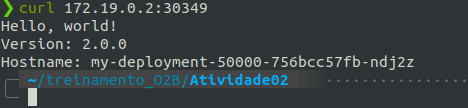 ❯ curl 172.19.0.2:30349
Hello, world!
Version: 2.0.0
Hostname: my-deployment-50000-756bcc57fb-ndj2z
~/treinamento_O2B/Atividade02